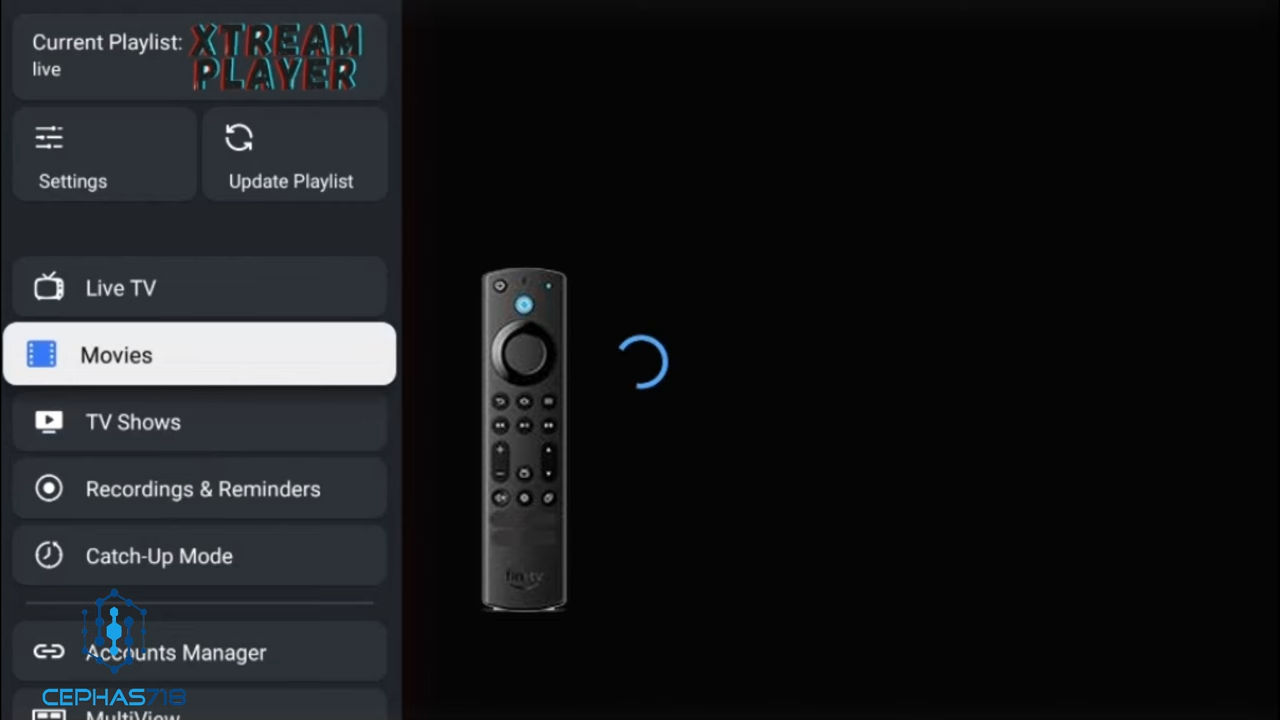 Current Playlist:
live
XTREAM
PLAYER
Settings
Update Playlist
Live TV
Movies
TV Shows
Recordings & Reminders
Catch-Up Mode
Accounts Manager
CEPHAS718
MultiView